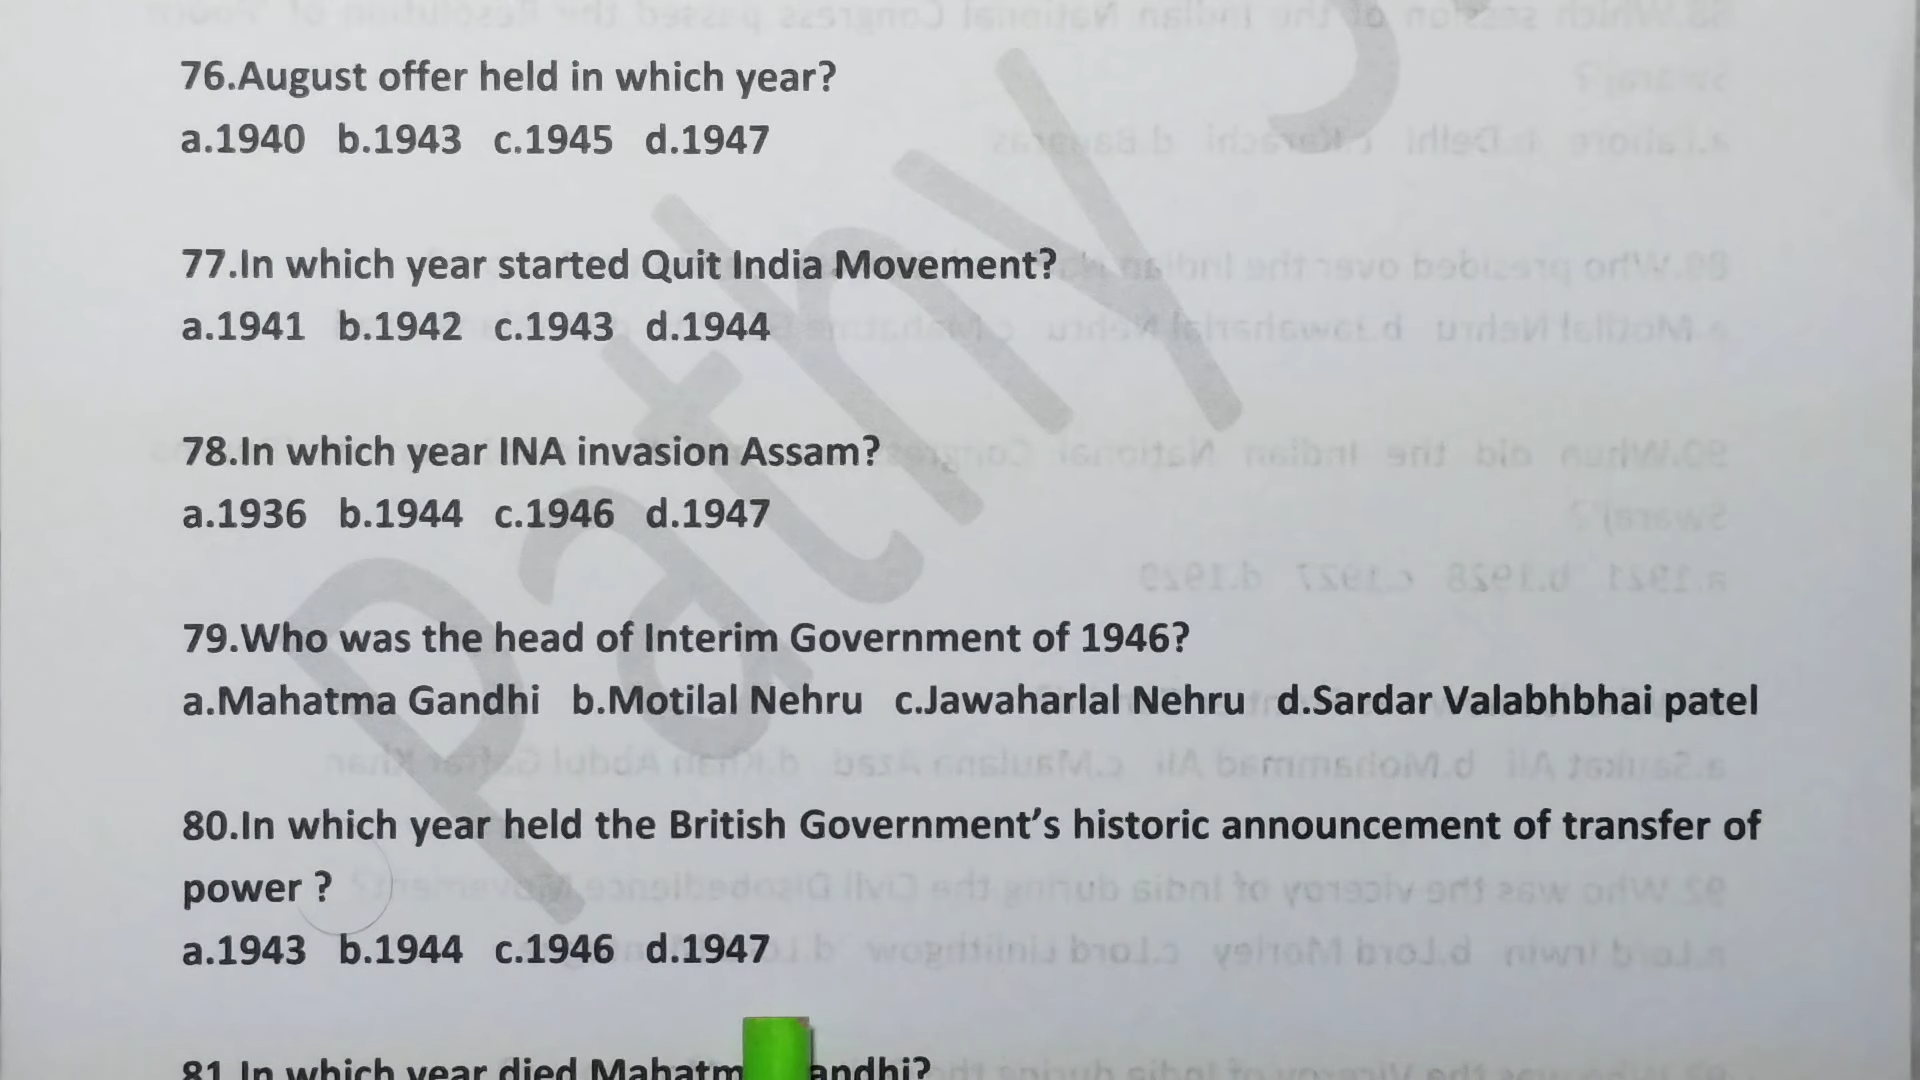 76.August offer held in which year?
a.1940 b.1943 c.1945 d.1947
77.In which year started Quit India Movement?
a.1941 b.1942 c.1943 d.1944
78.In which year INA invasion Assam?
a.1936 b.1944 c.1946 d.1947
79.Who was the head of Interim Government of 1946?
a.Mahatma Gandhi b.Motilal Nehru c.Jawaharlal Nehru d.Sardar Valabhbhai patel
80.In which year held the British Government's historic announcement of transfer of
power ?
a.1943 b.1944 c.1946 d.1947
81.In which year died
Pathy